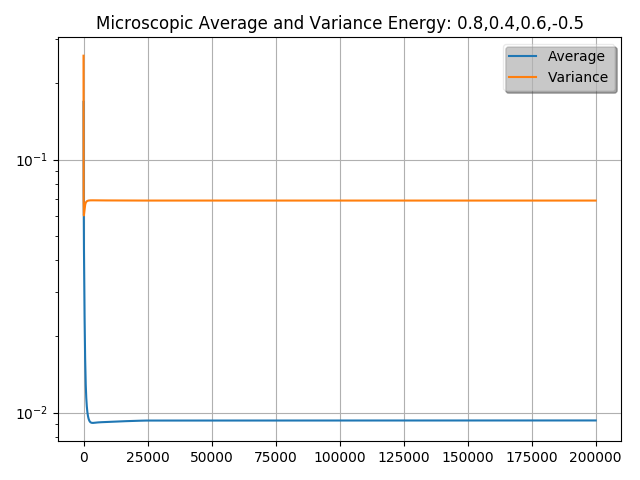 Microscopic Average and Variance Energy: 0.8,0.4,0.6,-0.5
Average
Variance
10⁻¹
10⁻²
0 25000 50000 75000 100000 125000 150000 175000 200000